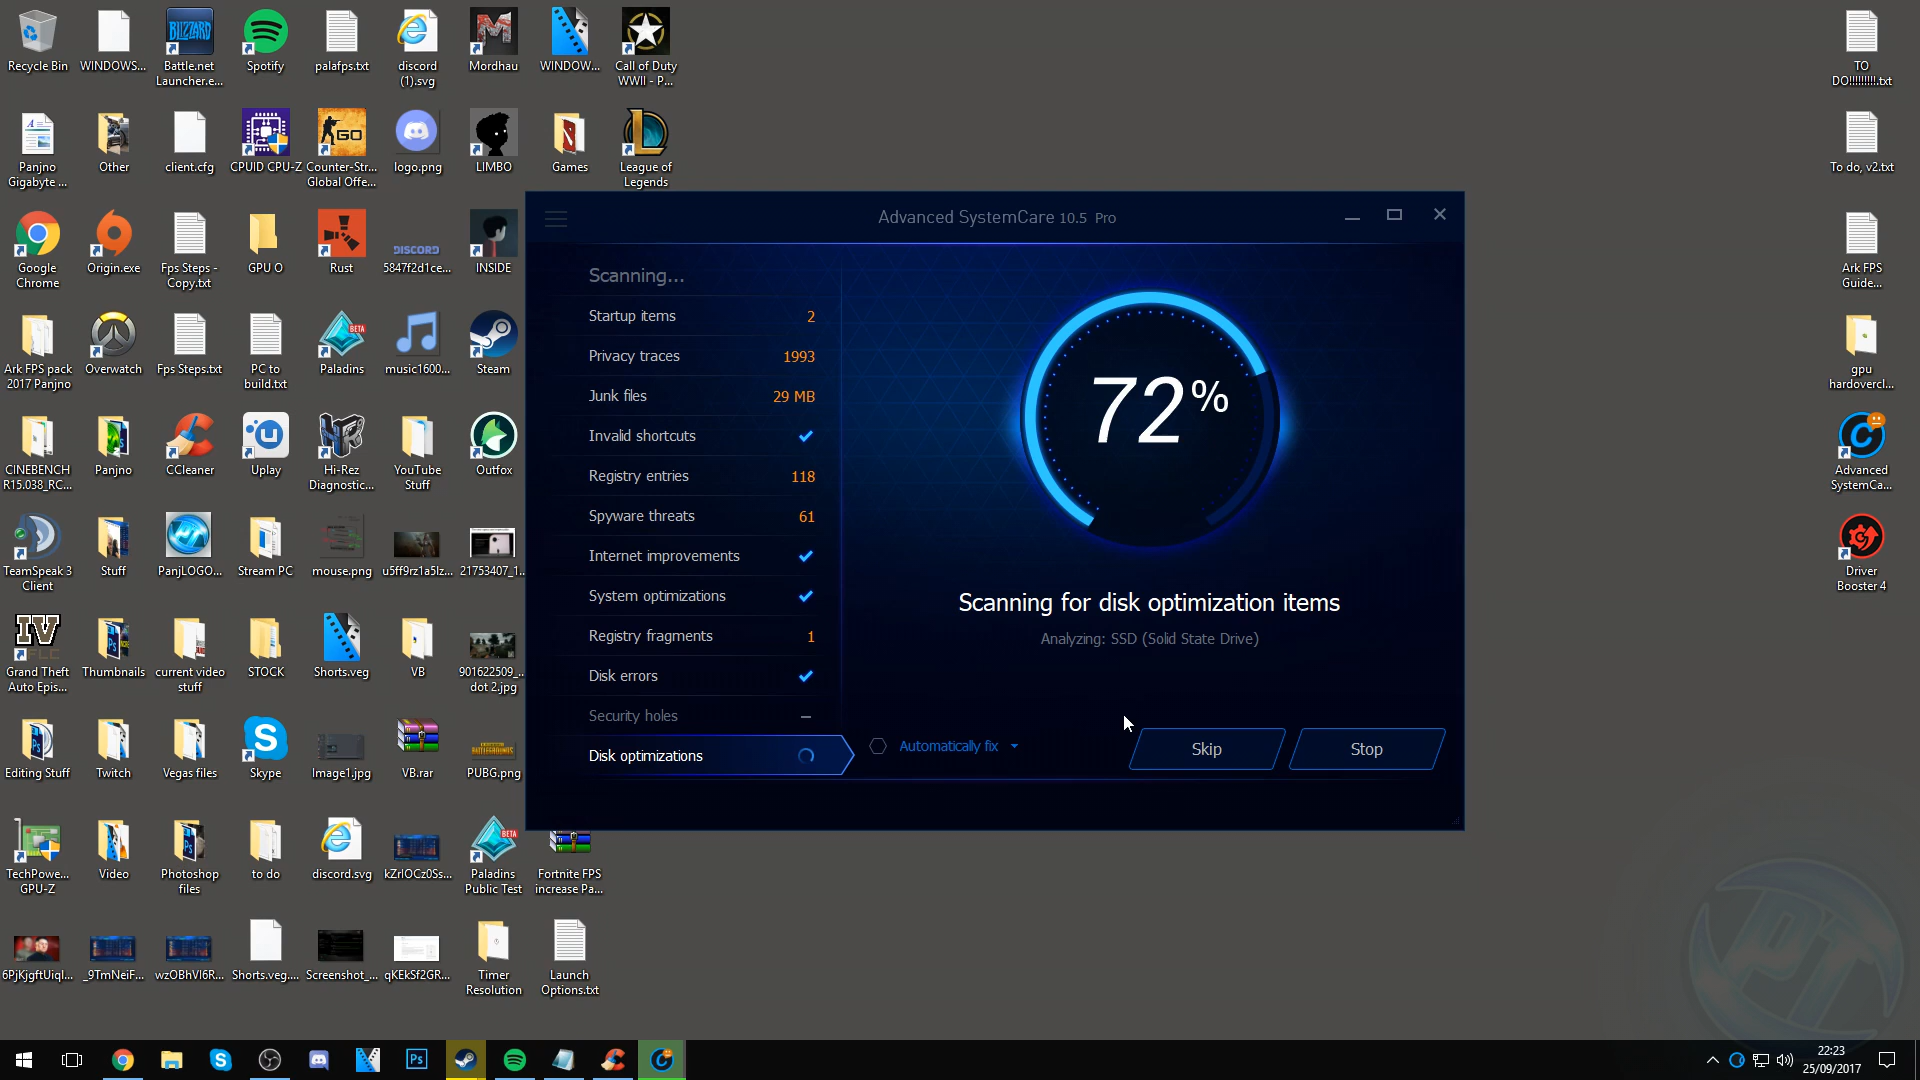 Recycle Bin
WINDOWS...
Battle.net
Launcher.e...
Spotify
palafps.txt
discord
(1).svg
Mordhau
WINDOW...
Call of Duty
WWII - P...
TO
DO!!!!!!!!!.txt
Panjno
Gigabyte ...
Other
client.cfg
CPUID CPU-Z
Counter-Str...
Global Offe...
logo.png
LIMBO
Games
League of
Legends
To do, v2.txt
Google
Chrome
Origin.exe
Fps Steps -
Copy.txt
GPU O
Rust
DISCORD
5847f2d1ce...
INSIDE
Ark FPS
Guide...
Ark FPS pack
2017 Panjno
Overwatch
Fps Steps.txt
PC to
build.txt
Paladins
music1600...
Steam
gpu
hardovercl...
CINEBENCH
R15.038_RC...
Panjno
CCleaner
Uplay
Hi-Rez
Diagnostic...
YouTube
Stuff
Outfox
Advanced
SystemCa...
TeamSpeak 3
Client
Stuff
PanjLOGO...
Stream PC
mouse.png
u5ff9rz1a5lz...
21753407_1...
Driver
Booster 4
Grand Theft
Auto Epis...
Thumbnails
current video
stuff
STOCK
Shorts.veg
VB
901622509_...
dot 2.jpg
Editing Stuff
Twitch
Vegas files
Skype
Image1.jpg
VB.rar
PUBG.png
TechPowe...
GPU-Z
Video
Photoshop
files
to do
discord.svg
kZrIOCz0Ss...
Paladins
Public Test
Fortnite FPS
increase Pa...
6PjKjgftUiqI...
_9TmNeiF...
wzOBhVI6R...
Shorts.veg....
Screenshot_...
qKEkSf2GR...
Timer
Resolution
Launch
Options.txt
Advanced SystemCare 10.5 Pro
Scanning...
Startup items 2
Privacy traces 1993
Junk files 29 MB
Invalid shortcuts
Registry entries 118
Spyware threats 61
Internet improvements
System optimizations
Registry fragments 1
Disk errors
Security holes –
Disk optimizations
72%
Scanning for disk optimization items
Analyzing: SSD (Solid State Drive)
Automatically fix
Skip
Stop
22:23
25/09/2017